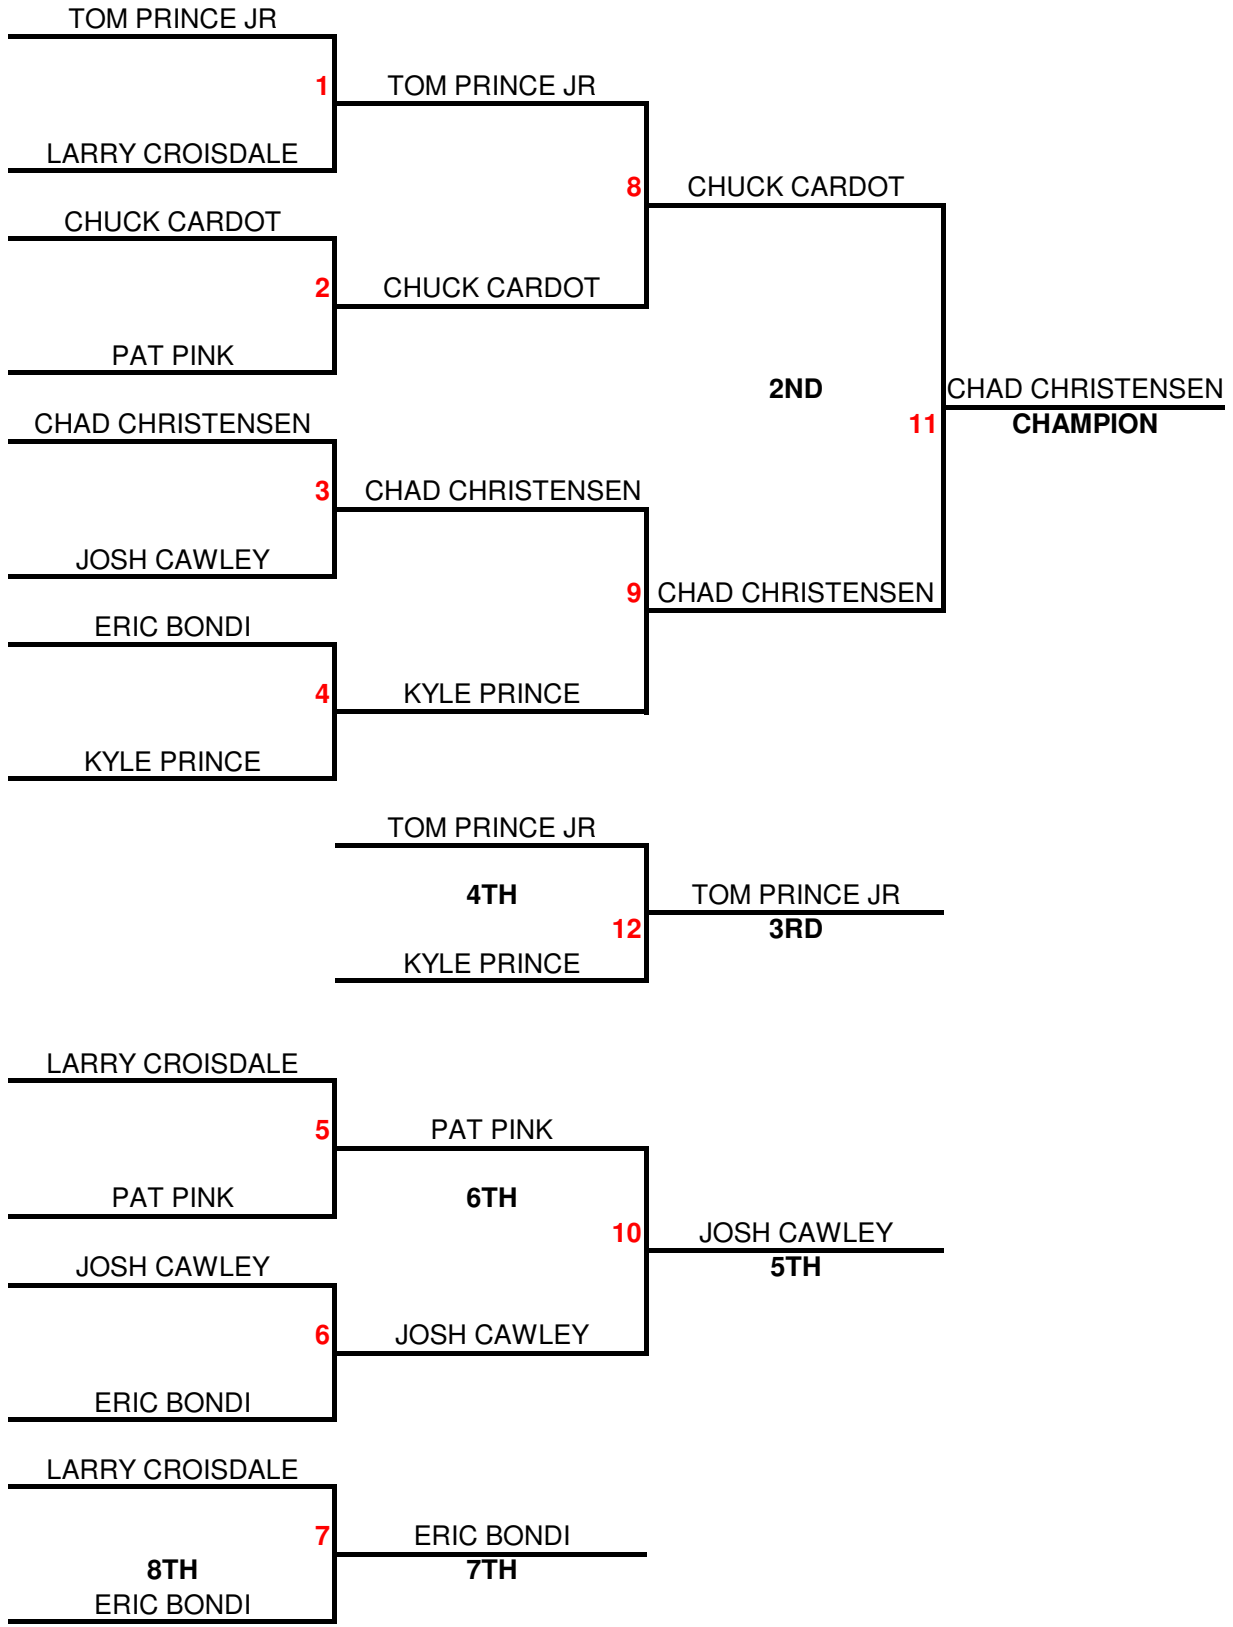 TOM PRINCE JR
1 TOM PRINCE JR
LARRY CROISDALE
8 CHUCK CARDOT
CHUCK CARDOT
2 CHUCK CARDOT
PAT PINK
2ND CHAD CHRISTENSEN
CHAD CHRISTENSEN 11 CHAMPION
3 CHAD CHRISTENSEN
JOSH CAWLEY
9 CHAD CHRISTENSEN
ERIC BONDI
4 KYLE PRINCE
KYLE PRINCE
TOM PRINCE JR
4TH TOM PRINCE JR
12 3RD
KYLE PRINCE
LARRY CROISDALE
5 PAT PINK
PAT PINK 6TH
10 JOSH CAWLEY
JOSH CAWLEY 5TH
6 JOSH CAWLEY
ERIC BONDI
LARRY CROISDALE
7 ERIC BONDI
8TH 7TH
ERIC BONDI